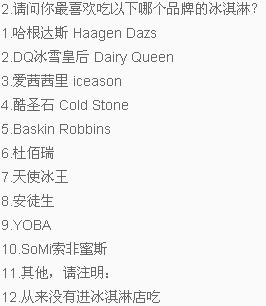 2.请问你最喜欢吃以下哪个品牌的冰淇淋?
1.哈根达斯 Haagen Dazs
2.DQ冰雪皇后 Dairy Queen
3.爱茜茜里 iceason
4.酷圣石 Cold Stone
5.Baskin Robbins
6.杜佰瑞
7.天使冰王
8.安徒生
9.YOBA
10.SoMi索非蜜斯
11.其他，请注明：
12.从来没有进冰淇淋店吃